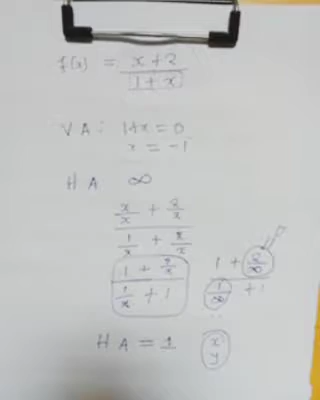 f(x) = x+2
1+x
VA: 1+x = 0
x = -1
HA ∞
x/x + 2/x
1/x + x/x
1 + 2/x
1/x + 1
1 + 2/∞ 0
1/∞ + 1
HA = 1
x
y